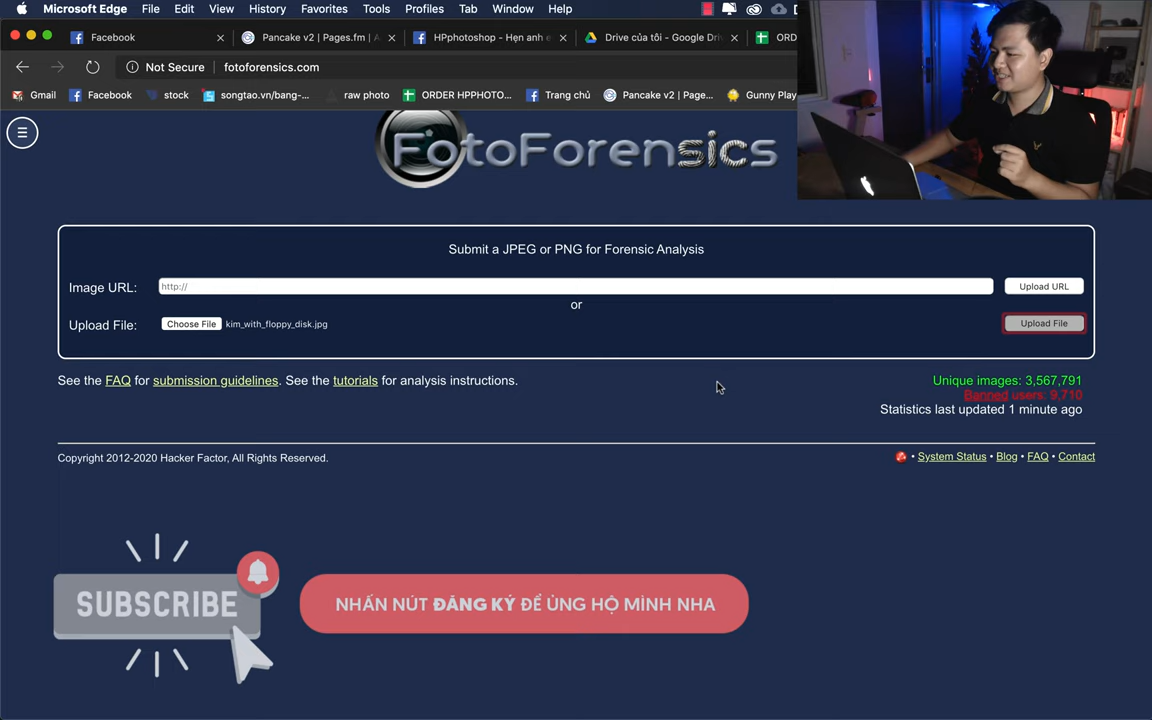 Microsoft Edge File Edit View History Favorites Tools Profiles Tab Window Help
Facebook Pancake v2 | Pages.fm | HPphotoshop - Hẹn anh e Drive của tôi - Google Dri ORD
Not Secure fotoforensics.com
Gmail Facebook stock songtao.vn/bang-... raw photo ORDER HPPHOTO... Trang chủ Pancake v2 | Page... Gunny Play
FotoForensics
Submit a JPEG or PNG for Forensic Analysis
Image URL: http:// Upload URL
or
Upload File: Choose File kim_with_floppy_disk.jpg Upload File
See the FAQ for submission guidelines. See the tutorials for analysis instructions.
Unique images: 3,567,791
Banned users: 9,710
Statistics last updated 1 minute ago
Copyright 2012-2020 Hacker Factor, All Rights Reserved.
• System Status • Blog • FAQ • Contact
SUBSCRIBE
NHẤN NÚT ĐĂNG KÝ ĐỂ ỦNG HỘ MÌNH NHA